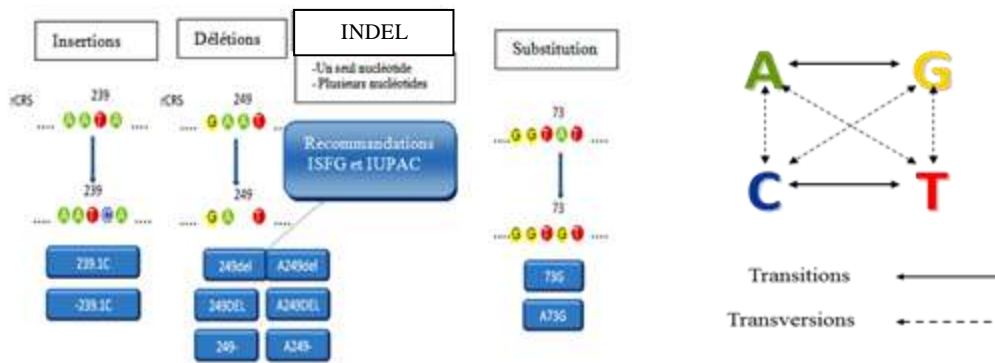 Insertions
Délétions
INDEL
-Un seul nucléotide
-Plusieurs nucléotides
Substitution
rCRS
239
.... A A T A ....
239
.... A A T C A ....
239.1C
-239.1C
rCRS
249
.... G A A T ....
249
.... G A T ....
249del A249del
249DEL A249DEL
249- A249-
Recommandations
ISFG et IUPAC
73
.... G G T A T ....
73
.... G G T G T ....
73G
A73G
A G
C T
Transitions
Transversions